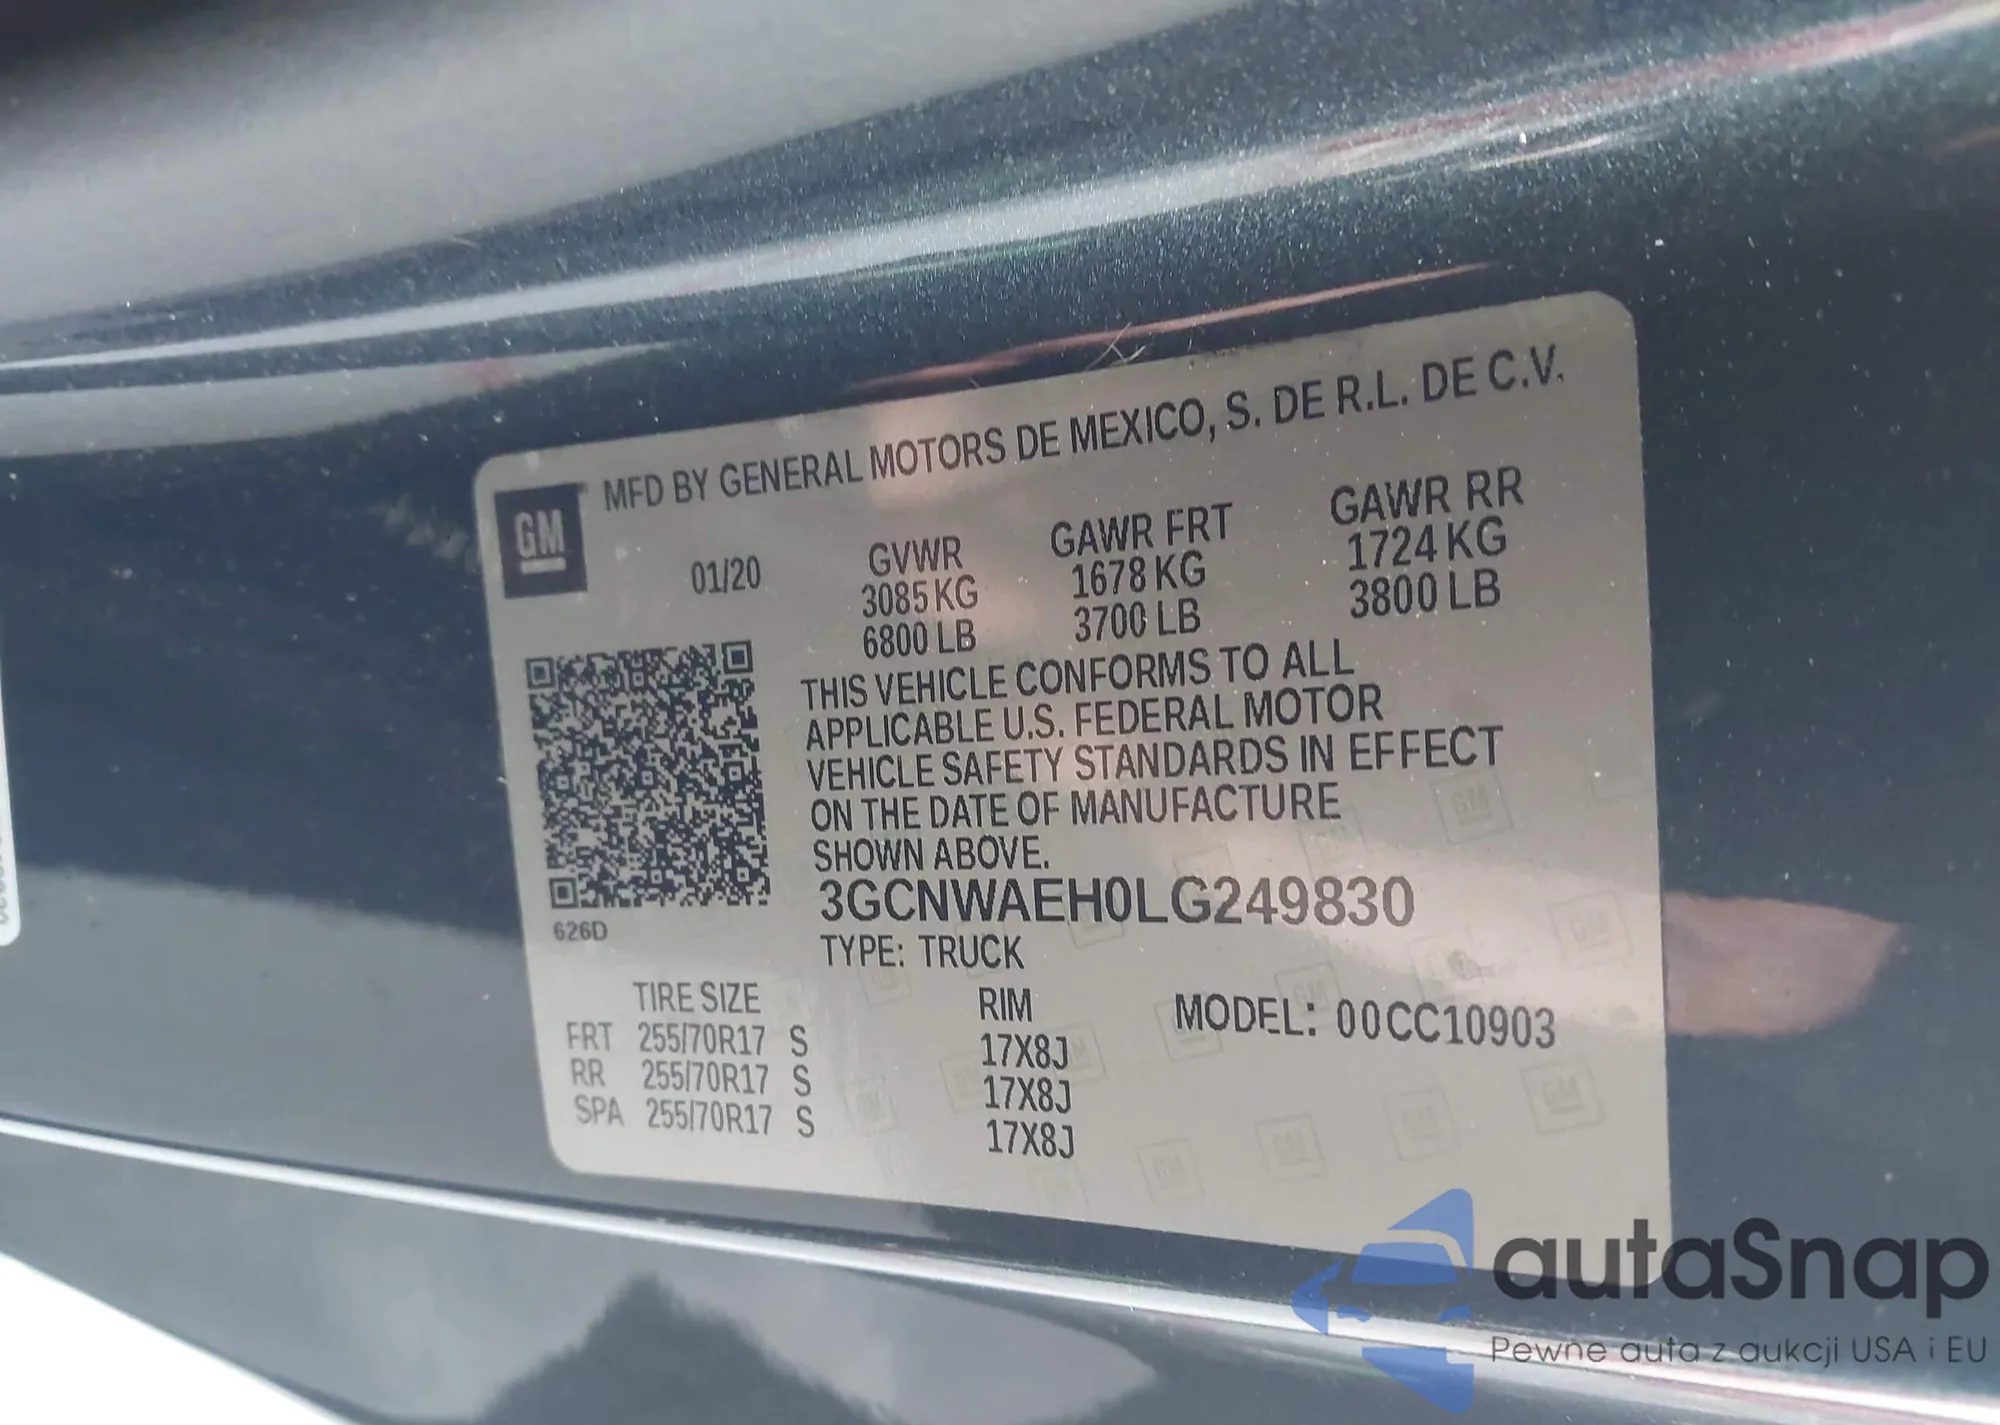 MFD BY GENERAL MOTORS DE MEXICO, S. DE R.L. DE C.V.
GM
01/20
GVWR
3085 KG
6800 LB
GAWR FRT
1678 KG
3700 LB
GAWR RR
1724 KG
3800 LB
THIS VEHICLE CONFORMS TO ALL
APPLICABLE U.S. FEDERAL MOTOR
VEHICLE SAFETY STANDARDS IN EFFECT
ON THE DATE OF MANUFACTURE
SHOWN ABOVE.
3GCNWAEH0LG249830
626D
TYPE: TRUCK
TIRE SIZE RIM MODEL: 00CC10903
FRT 255/70R17 S 17X8J
RR 255/70R17 S 17X8J
SPA 255/70R17 S 17X8J
autaSnap
Pewne auta z aukcji USA i EU